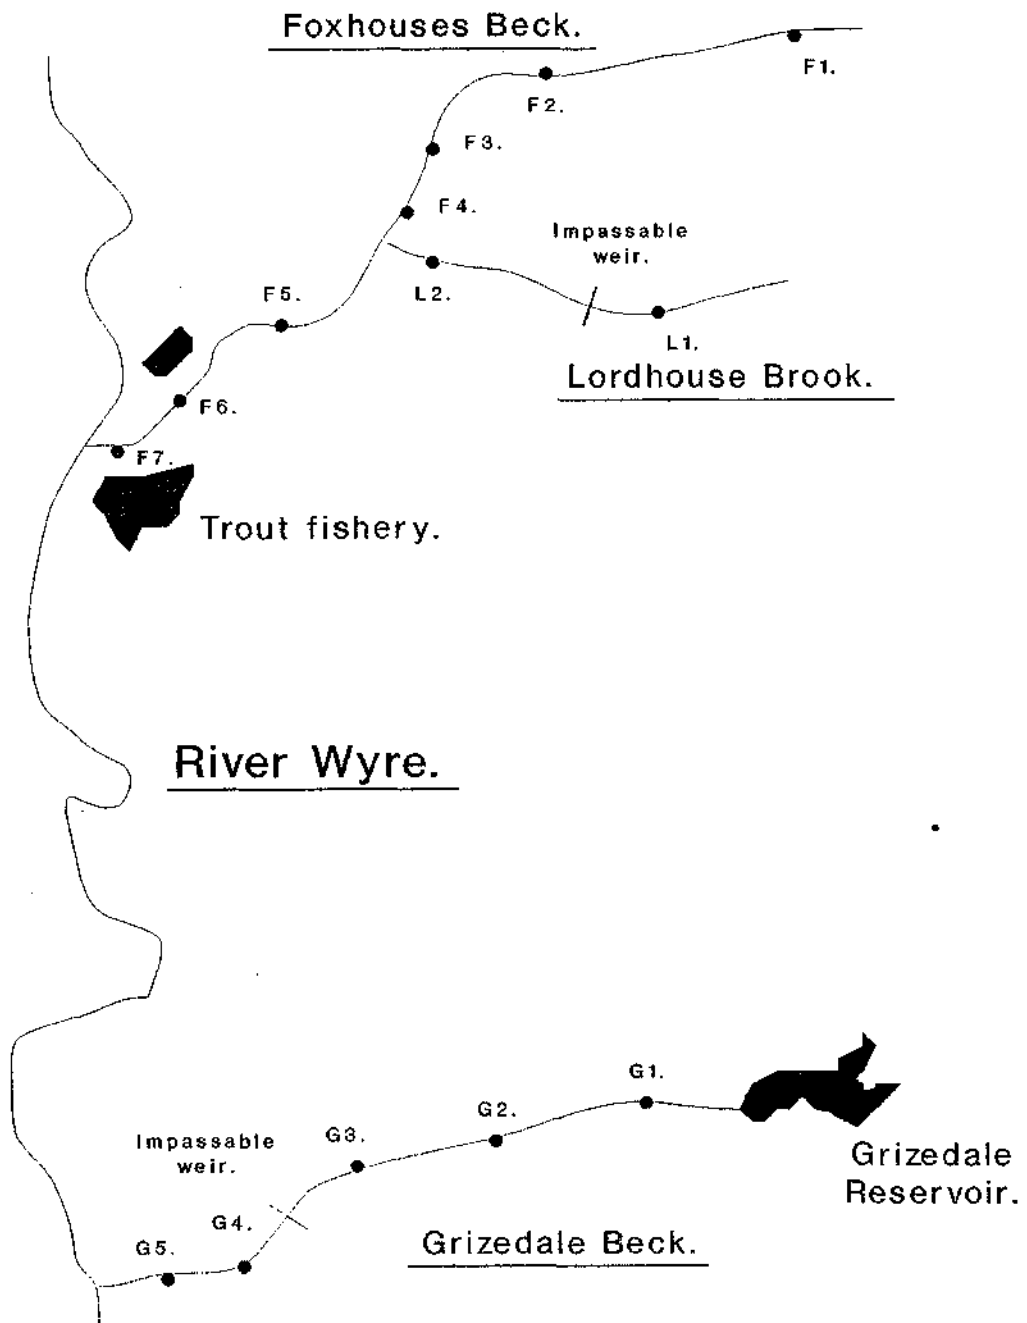 Foxhouses Beck.
F1.
F2.
F3.
F4.
Impassable
weir.
L2.
F5.
L1.
Lordhouse Brook.
F6.
F7.
Trout fishery.
River Wyre.
G1.
G2.
G3.
Impassable
weir.
Grizedale
Reservoir.
G4.
Grizedale Beck.
G5.